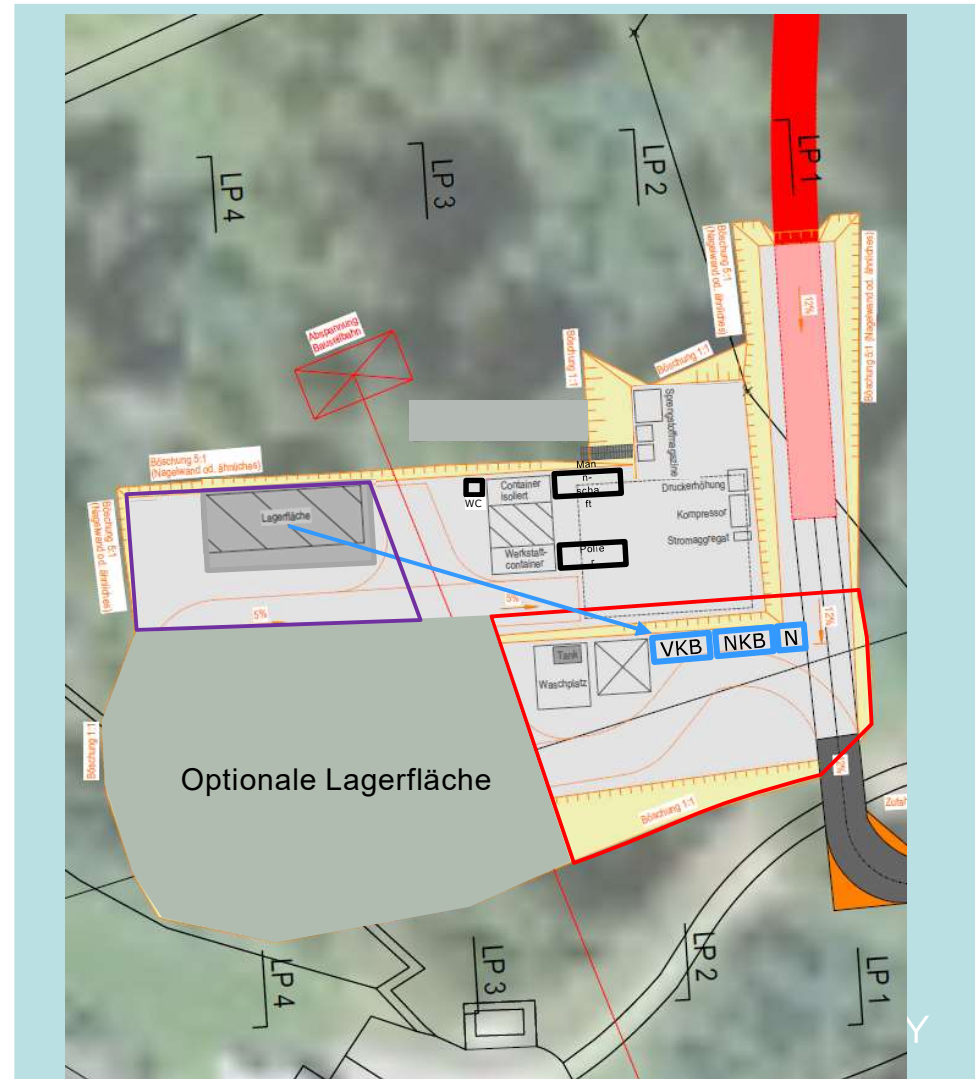 LP 1
LP 2
LP 3
LP 4
Böschung 5:1
(Nagelwand od. ähnliches)
Böschung 5:1 (Nagelwand od. ähnliches)
12%
Abspannung
Bauseilbahn
Böschung 1:1
Böschung 1:1
Sprengstoffmagazine
Böschung 5:1
(Nagelwand od. ähnliches)
Böschung 5:1
(Nagelwand od. ähnliches)
Lagerfläche
WC
Container
isoliert
Man
n-
scha
ft
Druckerhöhung
Kompressor
Stromaggregat
Werkstatt-
container
Polie
r
5%
5%
12%
VKB
NKB
N
Tank
Waschplatz
Böschung 1:1
Optionale Lagerfläche
12%
Böschung 1:1
Zufah
LP 4
LP 3
LP 2
LP 1
Y